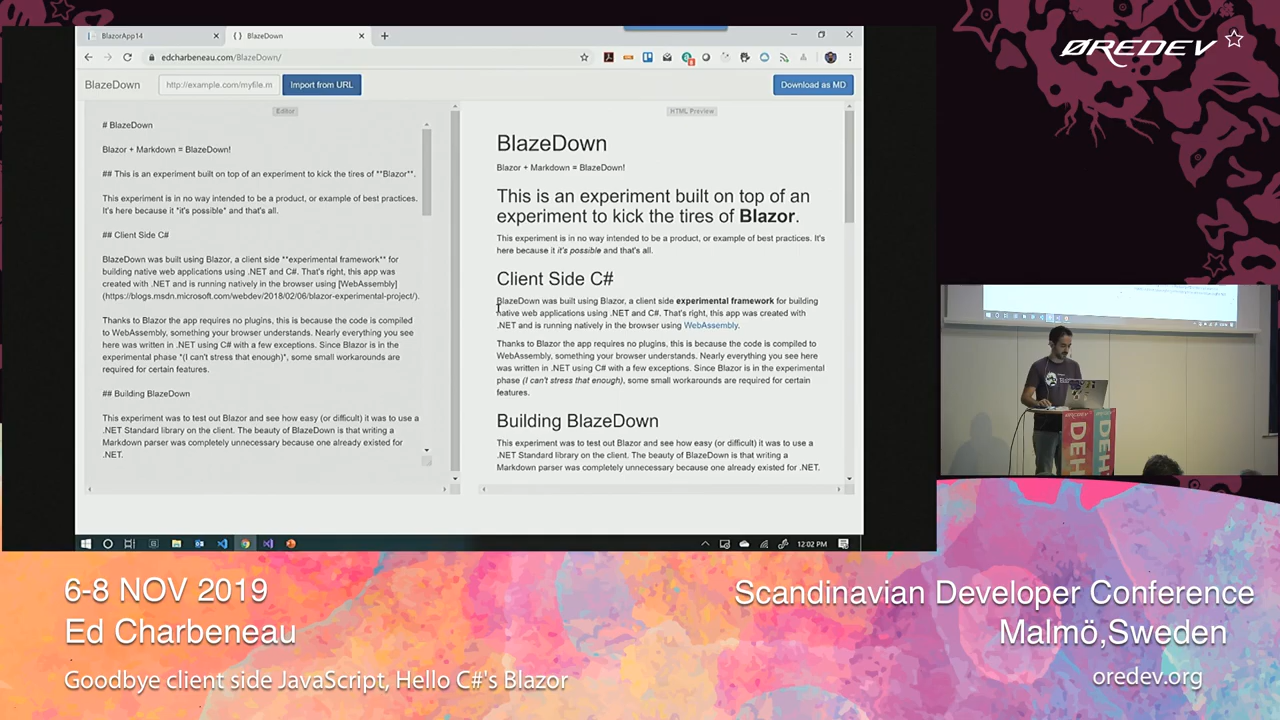 BlazorApp14
BlazeDown
edcharbeneau.com/BlazeDown/
BlazeDown
http://example.com/myfile.m
Import from URL
Download as MD
Editor
# BlazeDown
Blazor + Markdown = BlazeDown!
## This is an experiment built on top of an experiment to kick the tires of **Blazor**.
This experiment is in no way intended to be a product, or example of best practices.
It's here because it *it's possible* and that's all.
## Client Side C#
BlazeDown was built using Blazor, a client side **experimental framework** for
building native web applications using .NET and C#. That's right, this app was
created with .NET and is running natively in the browser using [WebAssembly]
(https://blogs.msdn.microsoft.com/webdev/2018/02/06/blazor-experimental-project/).
Thanks to Blazor the app requires no plugins, this is because the code is compiled
to WebAssembly, something your browser understands. Nearly everything you see
here was written in .NET using C# with a few exceptions. Since Blazor is in the
experimental phase *(I can't stress that enough)*, some small workarounds are
required for certain features.
## Building BlazeDown
This experiment was to test out Blazor and see how easy (or difficult) it was to use a
.NET Standard library on the client. The beauty of BlazeDown is that writing a
Markdown parser was completely unnecessary because one already existed for
.NET.
HTML Preview
BlazeDown
Blazor + Markdown = BlazeDown!
This is an experiment built on top of an
experiment to kick the tires of Blazor.
This experiment is in no way intended to be a product, or example of best practices. It's
here because it it's possible and that's all.
Client Side C#
BlazeDown was built using Blazor, a client side experimental framework for building
native web applications using .NET and C#. That's right, this app was created with
.NET and is running natively in the browser using WebAssembly.
Thanks to Blazor the app requires no plugins, this is because the code is compiled to
WebAssembly, something your browser understands. Nearly everything you see here
was written in .NET using C# with a few exceptions. Since Blazor is in the experimental
phase (I can't stress that enough), some small workarounds are required for certain
features.
Building BlazeDown
This experiment was to test out Blazor and see how easy (or difficult) it was to use a
.NET Standard library on the client. The beauty of BlazeDown is that writing a
Markdown parser was completely unnecessary because one already existed for .NET.
12:02 PM
ØREDEV
6-8 NOV 2019
Ed Charbeneau
Goodbye client side JavaScript, Hello C#'s Blazor
Scandinavian Developer Conference
Malmö,Sweden
oredev.org